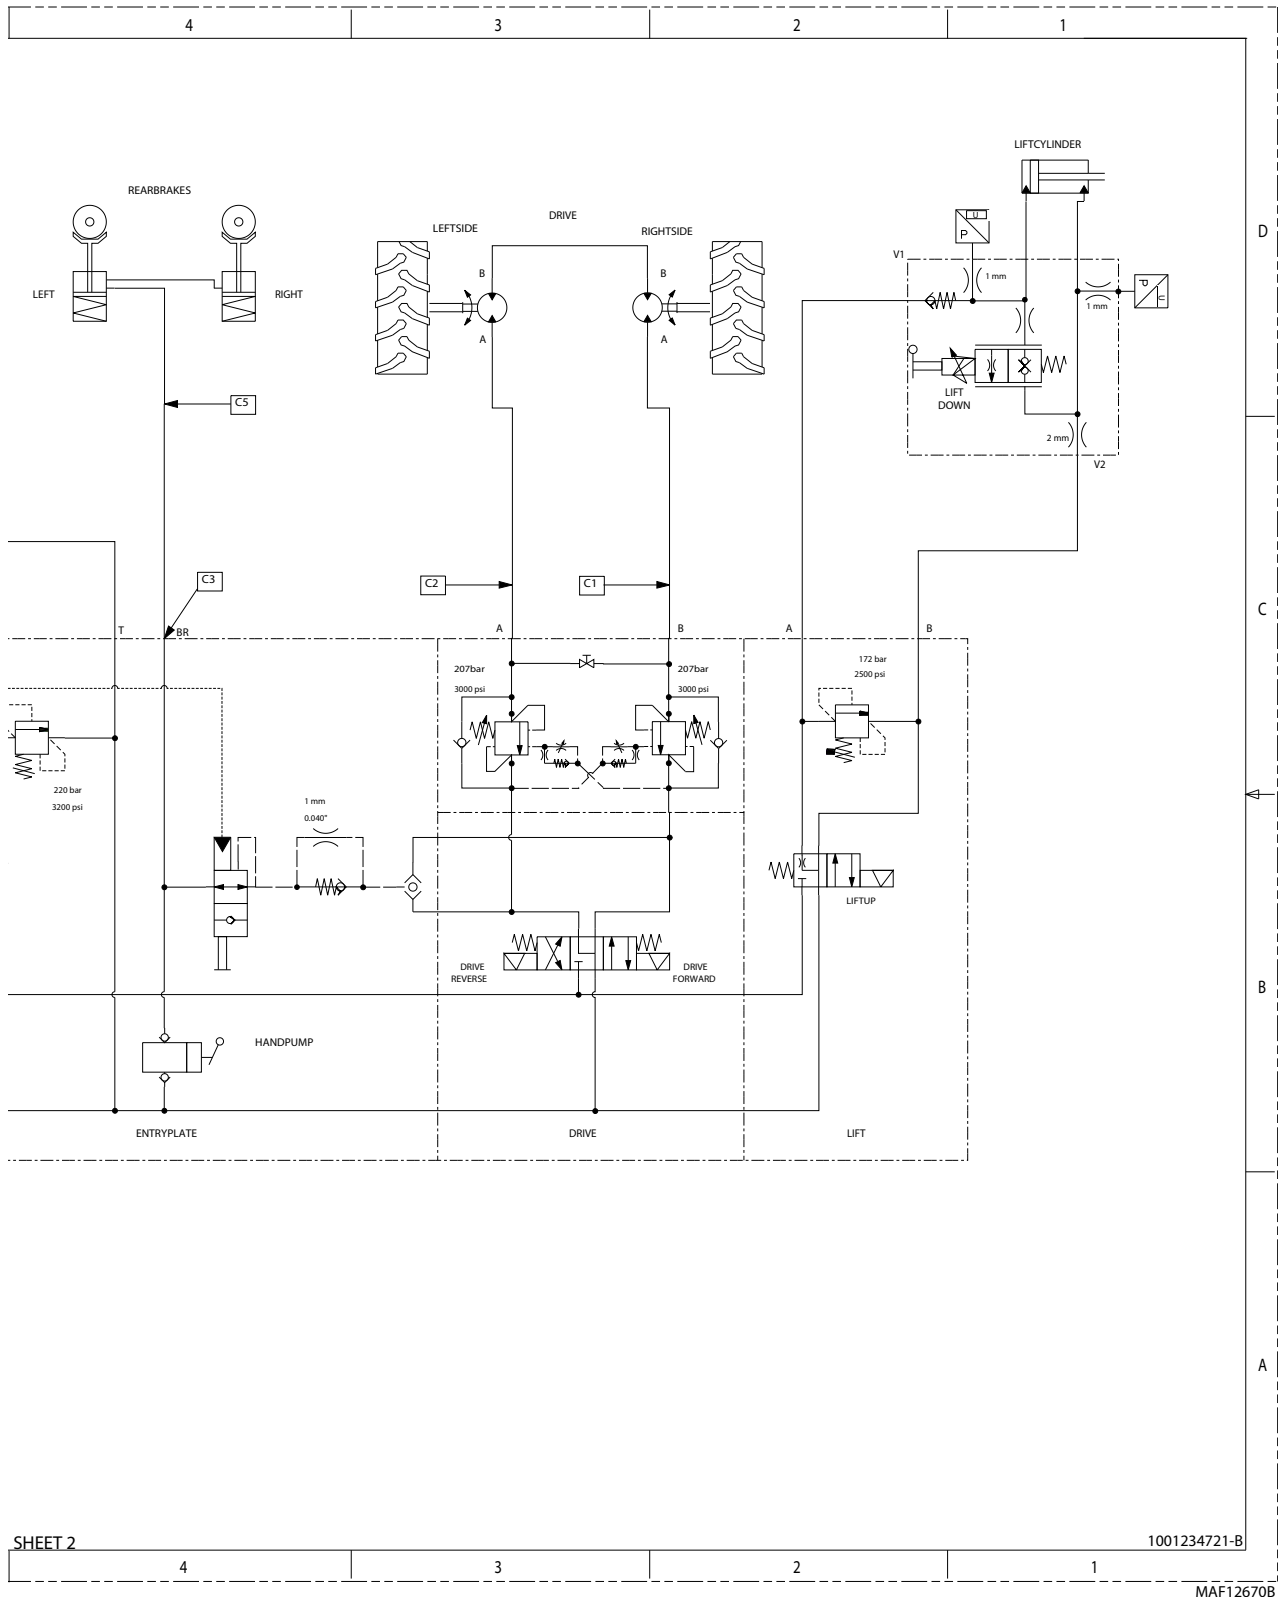 4
3
2
1
LIFTCYLINDER
REARBRAKES
DRIVE
LEFTSIDE
RIGHTSIDE
U
P
D
V1
B
B
1 mm
P
U
LEFT
RIGHT
1 mm
A
A
LIFT
DOWN
C5
2 mm
V2
C3
C2
C1
C
T
BR
A
B
A
B
207bar
3000 psi
207bar
3000 psi
172 bar
2500 psi
220 bar
3200 psi
1 mm
0.040"
LIFTUP
DRIVE
REVERSE
DRIVE
FORWARD
B
HANDPUMP
ENTRYPLATE
DRIVE
LIFT
A
SHEET 2
1001234721-B
4
3
2
1
MAF12670B